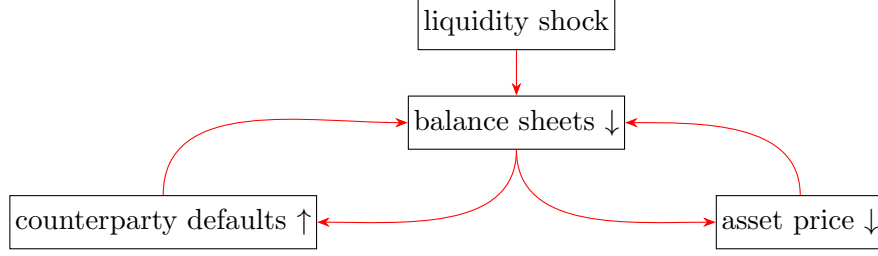 liquidity shock
balance sheets ↓
counterparty defaults ↑
asset price ↓